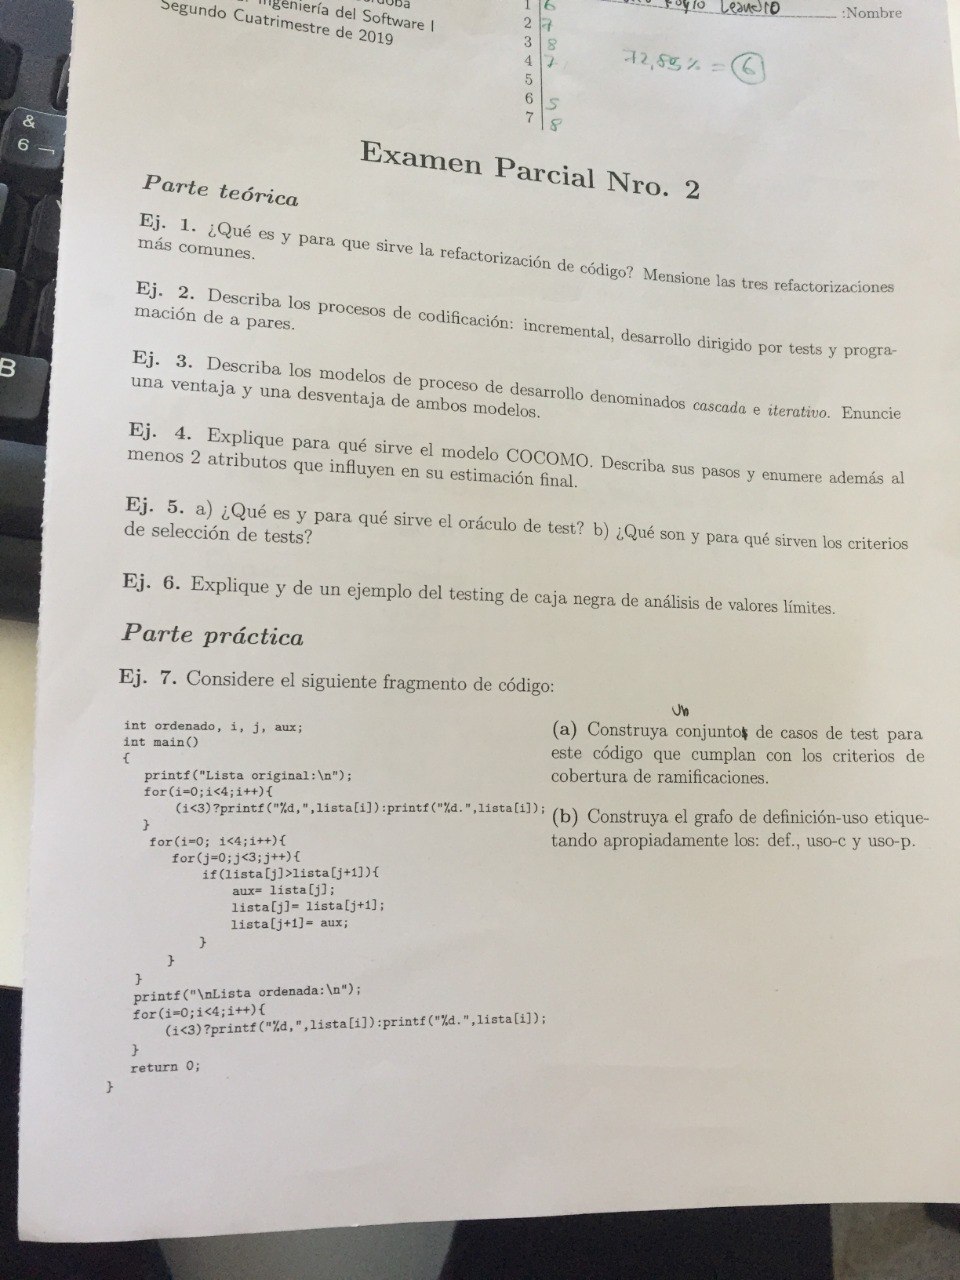 Ingeniería del Software I
Segundo Cuatrimestre de 2019
Leandro :Nombre
1 6
2 7
3 8
4 7
5
6 5
7 8
72,85% = 6
Examen Parcial Nro. 2
Parte teórica
Ej. 1. ¿Qué es y para que sirve la refactorización de código? Mensione las tres refactorizaciones
más comunes.
Ej. 2. Describa los procesos de codificación: incremental, desarrollo dirigido por tests y progra-
mación de a pares.
Ej. 3. Describa los modelos de proceso de desarrollo denominados cascada e iterativo. Enuncie
una ventaja y una desventaja de ambos modelos.
Ej. 4. Explique para qué sirve el modelo COCOMO. Describa sus pasos y enumere además al
menos 2 atributos que influyen en su estimación final.
Ej. 5. a) ¿Qué es y para qué sirve el oráculo de test? b) ¿Qué son y para qué sirven los criterios
de selección de tests?
Ej. 6. Explique y de un ejemplo del testing de caja negra de análisis de valores límites.
Parte práctica
Ej. 7. Considere el siguiente fragmento de código:
int ordenado, i, j, aux;
int main()
{
printf("Lista original:\n");
for(i=0;i<4;i++){
(i<3)?printf("%d,",lista[i]):printf("%d.",lista[i]);
}
for(i=0; i<4;i++){
for(j=0;j<3;j++){
if(lista[j]>lista[j+1]){
aux= lista[j];
lista[j]= lista[j+1];
lista[j+1]= aux;
}
}
}
printf("\nLista ordenada:\n");
for(i=0;i<4;i++){
(i<3)?printf("%d,",lista[i]):printf("%d.",lista[i]);
}
return 0;
}
un
(a) Construya conjuntos de casos de test para
este código que cumplan con los criterios de
cobertura de ramificaciones.
(b) Construya el grafo de definición-uso etique-
tando apropiadamente los: def., uso-c y uso-p.
&
6 ¬
B